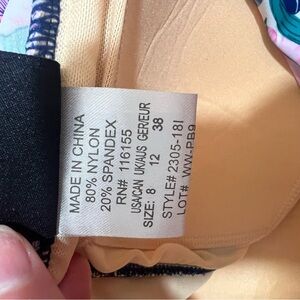 MADE IN CHINA
80% NYLON
20% SPANDEX
RN# 116155
USA/CAN UK/AUS GER/EUR
SIZE: 8 12 38
STYLE# 2305-18I
LOT# WW-PB9